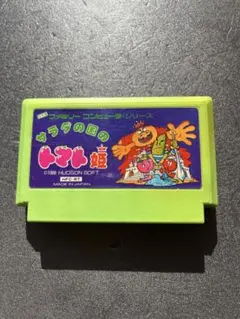 ファミリー コンピュータ・シリーズ
サラダの国の
トマト姫
©1988 HUDSON SOFT
HFC-ST
MADE IN JAPAN